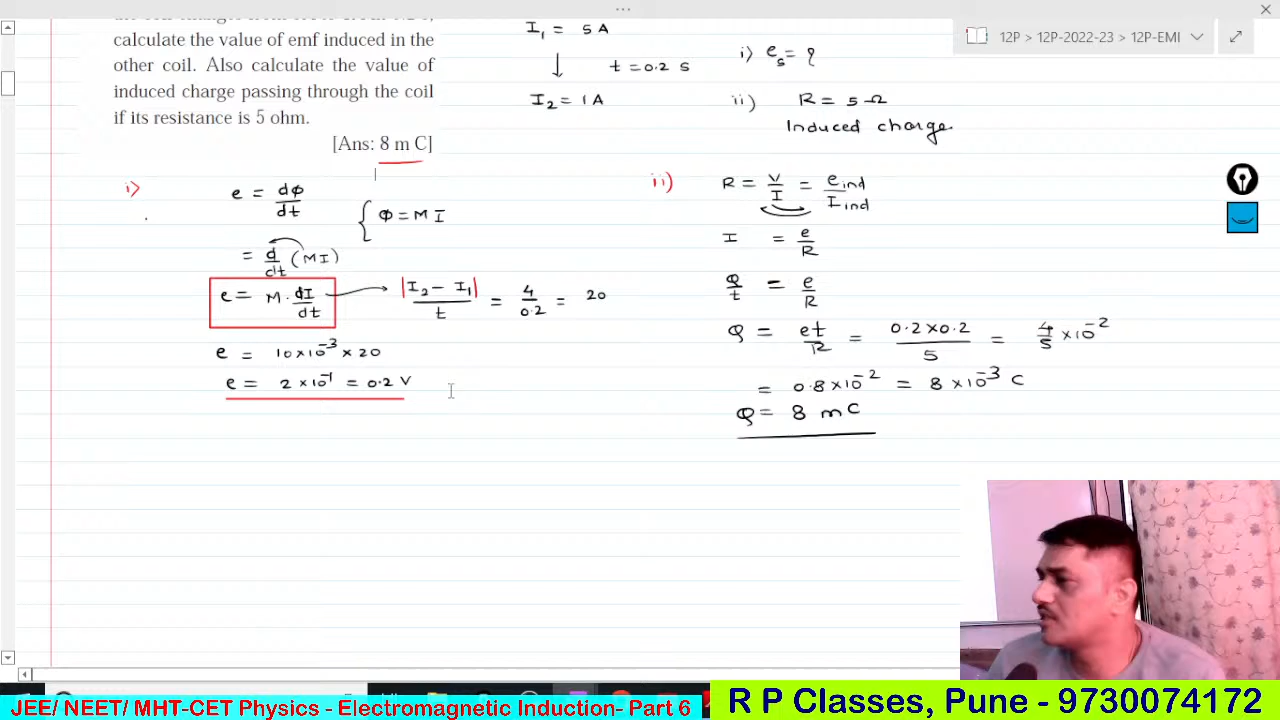 calculate the value of emf induced in the
other coil. Also calculate the value of
induced charge passing through the coil
if its resistance is 5 ohm.
[Ans: 8 m C]
I₁ = 5 A
t = 0.2 s
I₂ = 1 A
i) eₛ = ?
ii) R = 5 Ω
Induced charge
12P > 12P-2022-23 > 12P-EMI
i)
e = dφ/dt
{ φ = M I
= d/dt (MI)
e = M · dI/dt → |I₂ − I₁|/t = 4/0.2 = 20
e = 10×10⁻³ × 20
e = 2 × 10⁻¹ = 0.2 V
ii) R = V/I = e ind/I ind
I = e/R
Q/t = e/R
Q = et/R = 0.2×0.2/5 = 4/5 × 10⁻²
= 0.8×10⁻² = 8 × 10⁻³ C
Q = 8 mC
JEE/ NEET/ MHT-CET Physics - Electromagnetic Induction- Part 6
R P Classes, Pune - 9730074172